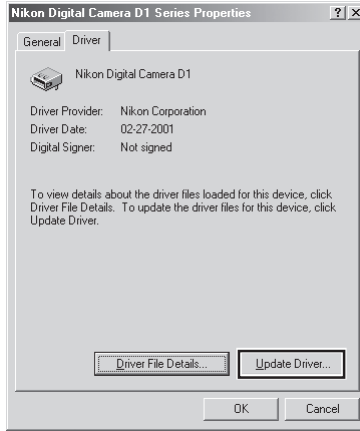 Nikon Digital Camera D1 Series Properties
General Driver
Nikon Digital Camera D1
Driver Provider: Nikon Corporation
Driver Date: 02-27-2001
Digital Signer: Not signed
To view details about the driver files loaded for this device, click
Driver File Details. To update the driver files for this device, click
Update Driver.
Driver File Details... Update Driver...
OK Cancel